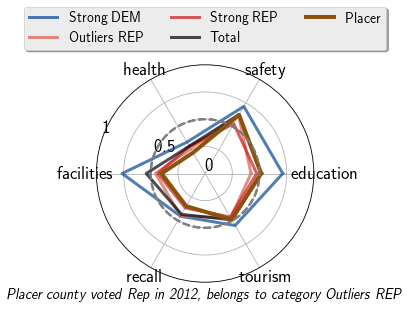 Strong DEM Strong REP Placer
Outliers REP Total
health safety
1
0.5
0
facilities education
recall tourism
Placer county voted Rep in 2012, belongs to category Outliers REP